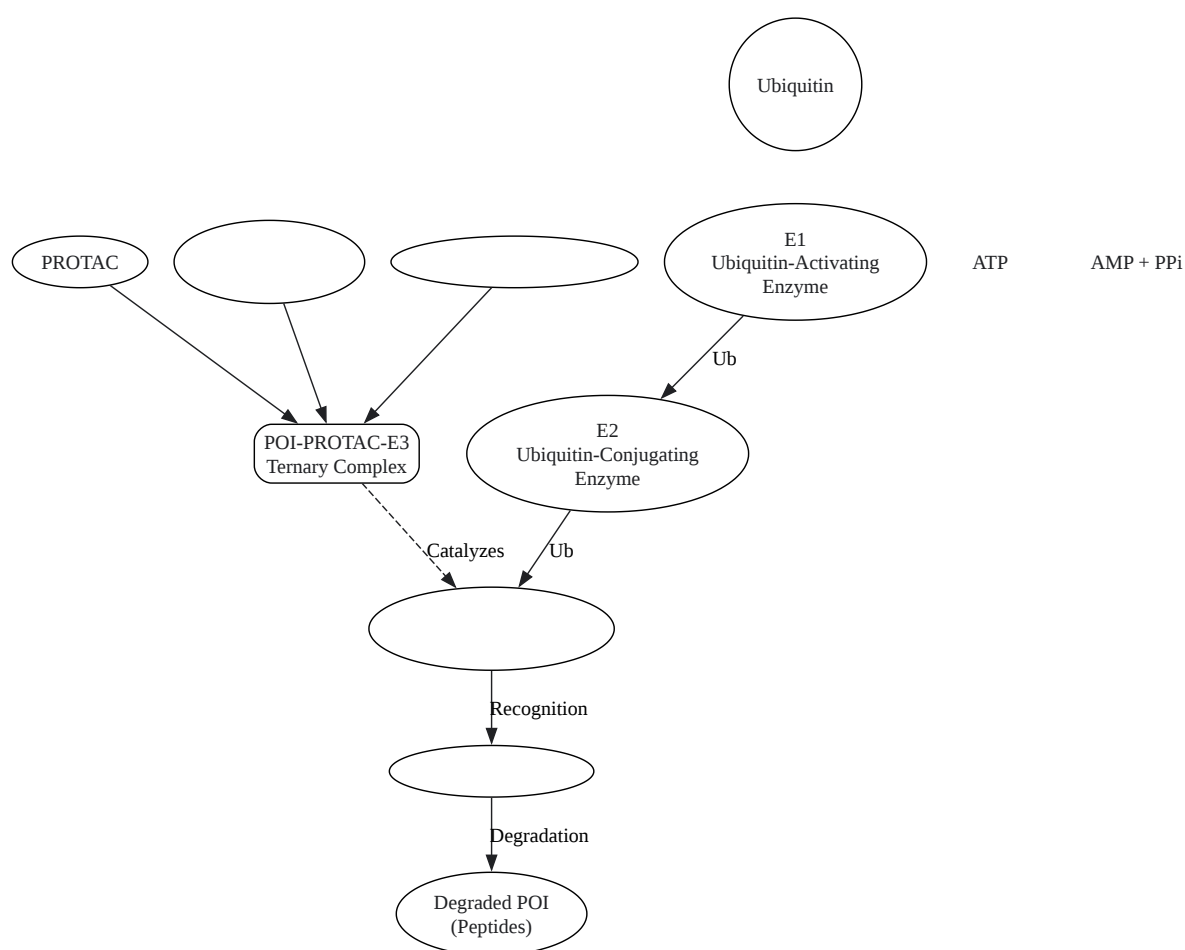 Ubiquitin
PROTAC
E1
Ubiquitin-Activating
Enzyme
ATP
AMP + PPi
Ub
POI-PROTAC-E3
Ternary Complex
E2
Ubiquitin-Conjugating
Enzyme
Catalyzes
Ub
Recognition
Degradation
Degraded POI
(Peptides)